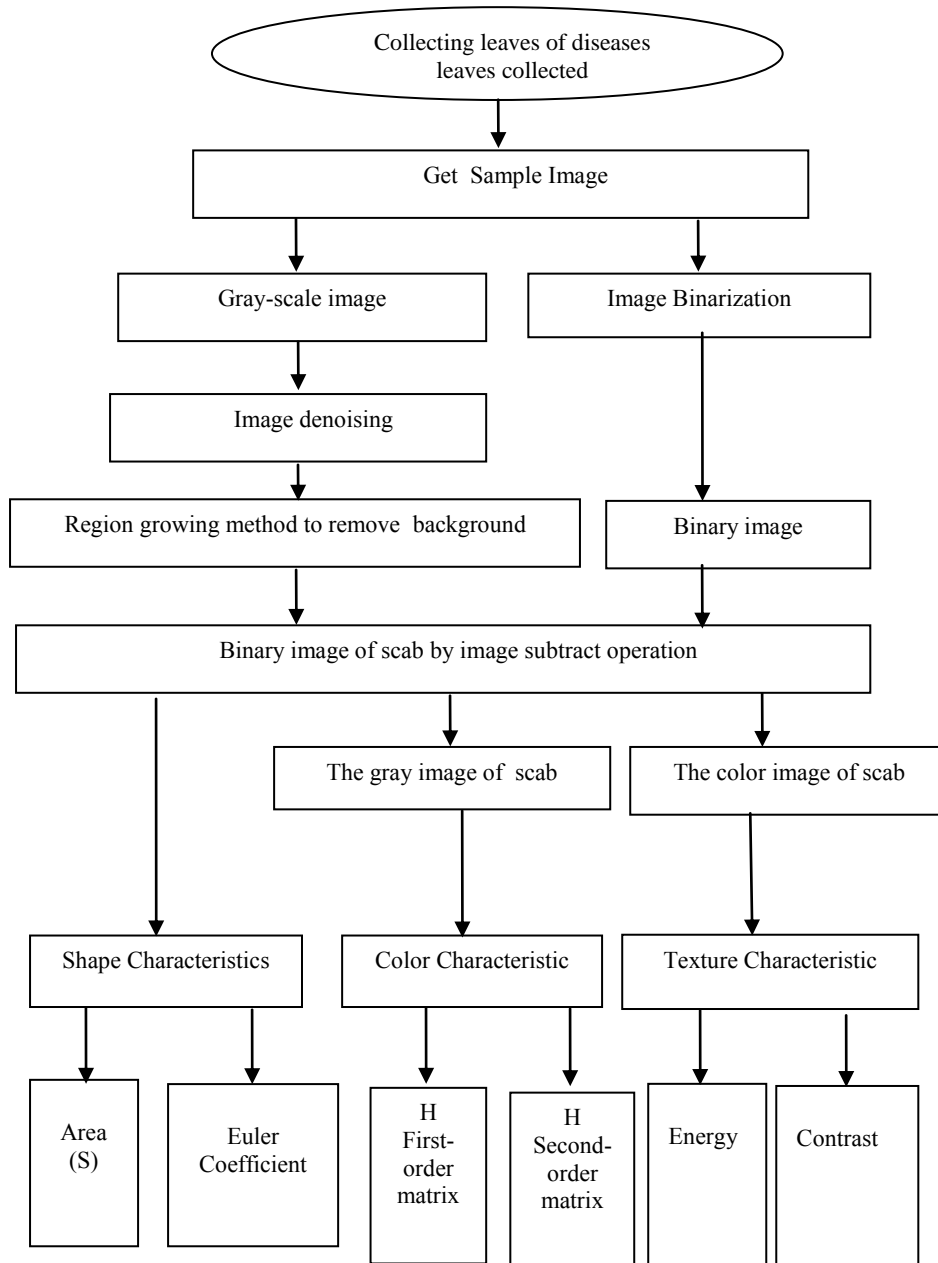 Collecting leaves of diseases
leaves collected
Get Sample Image
Gray-scale image
Image Binarization
Image denoising
Region growing method to remove background
Binary image
Binary image of scab by image subtract operation
The gray image of scab
The color image of scab
Shape Characteristics
Color Characteristic
Texture Characteristic
Area
(S)
Euler
Coefficient
H
First-
order
matrix
H
Second-
order
matrix
Energy
Contrast